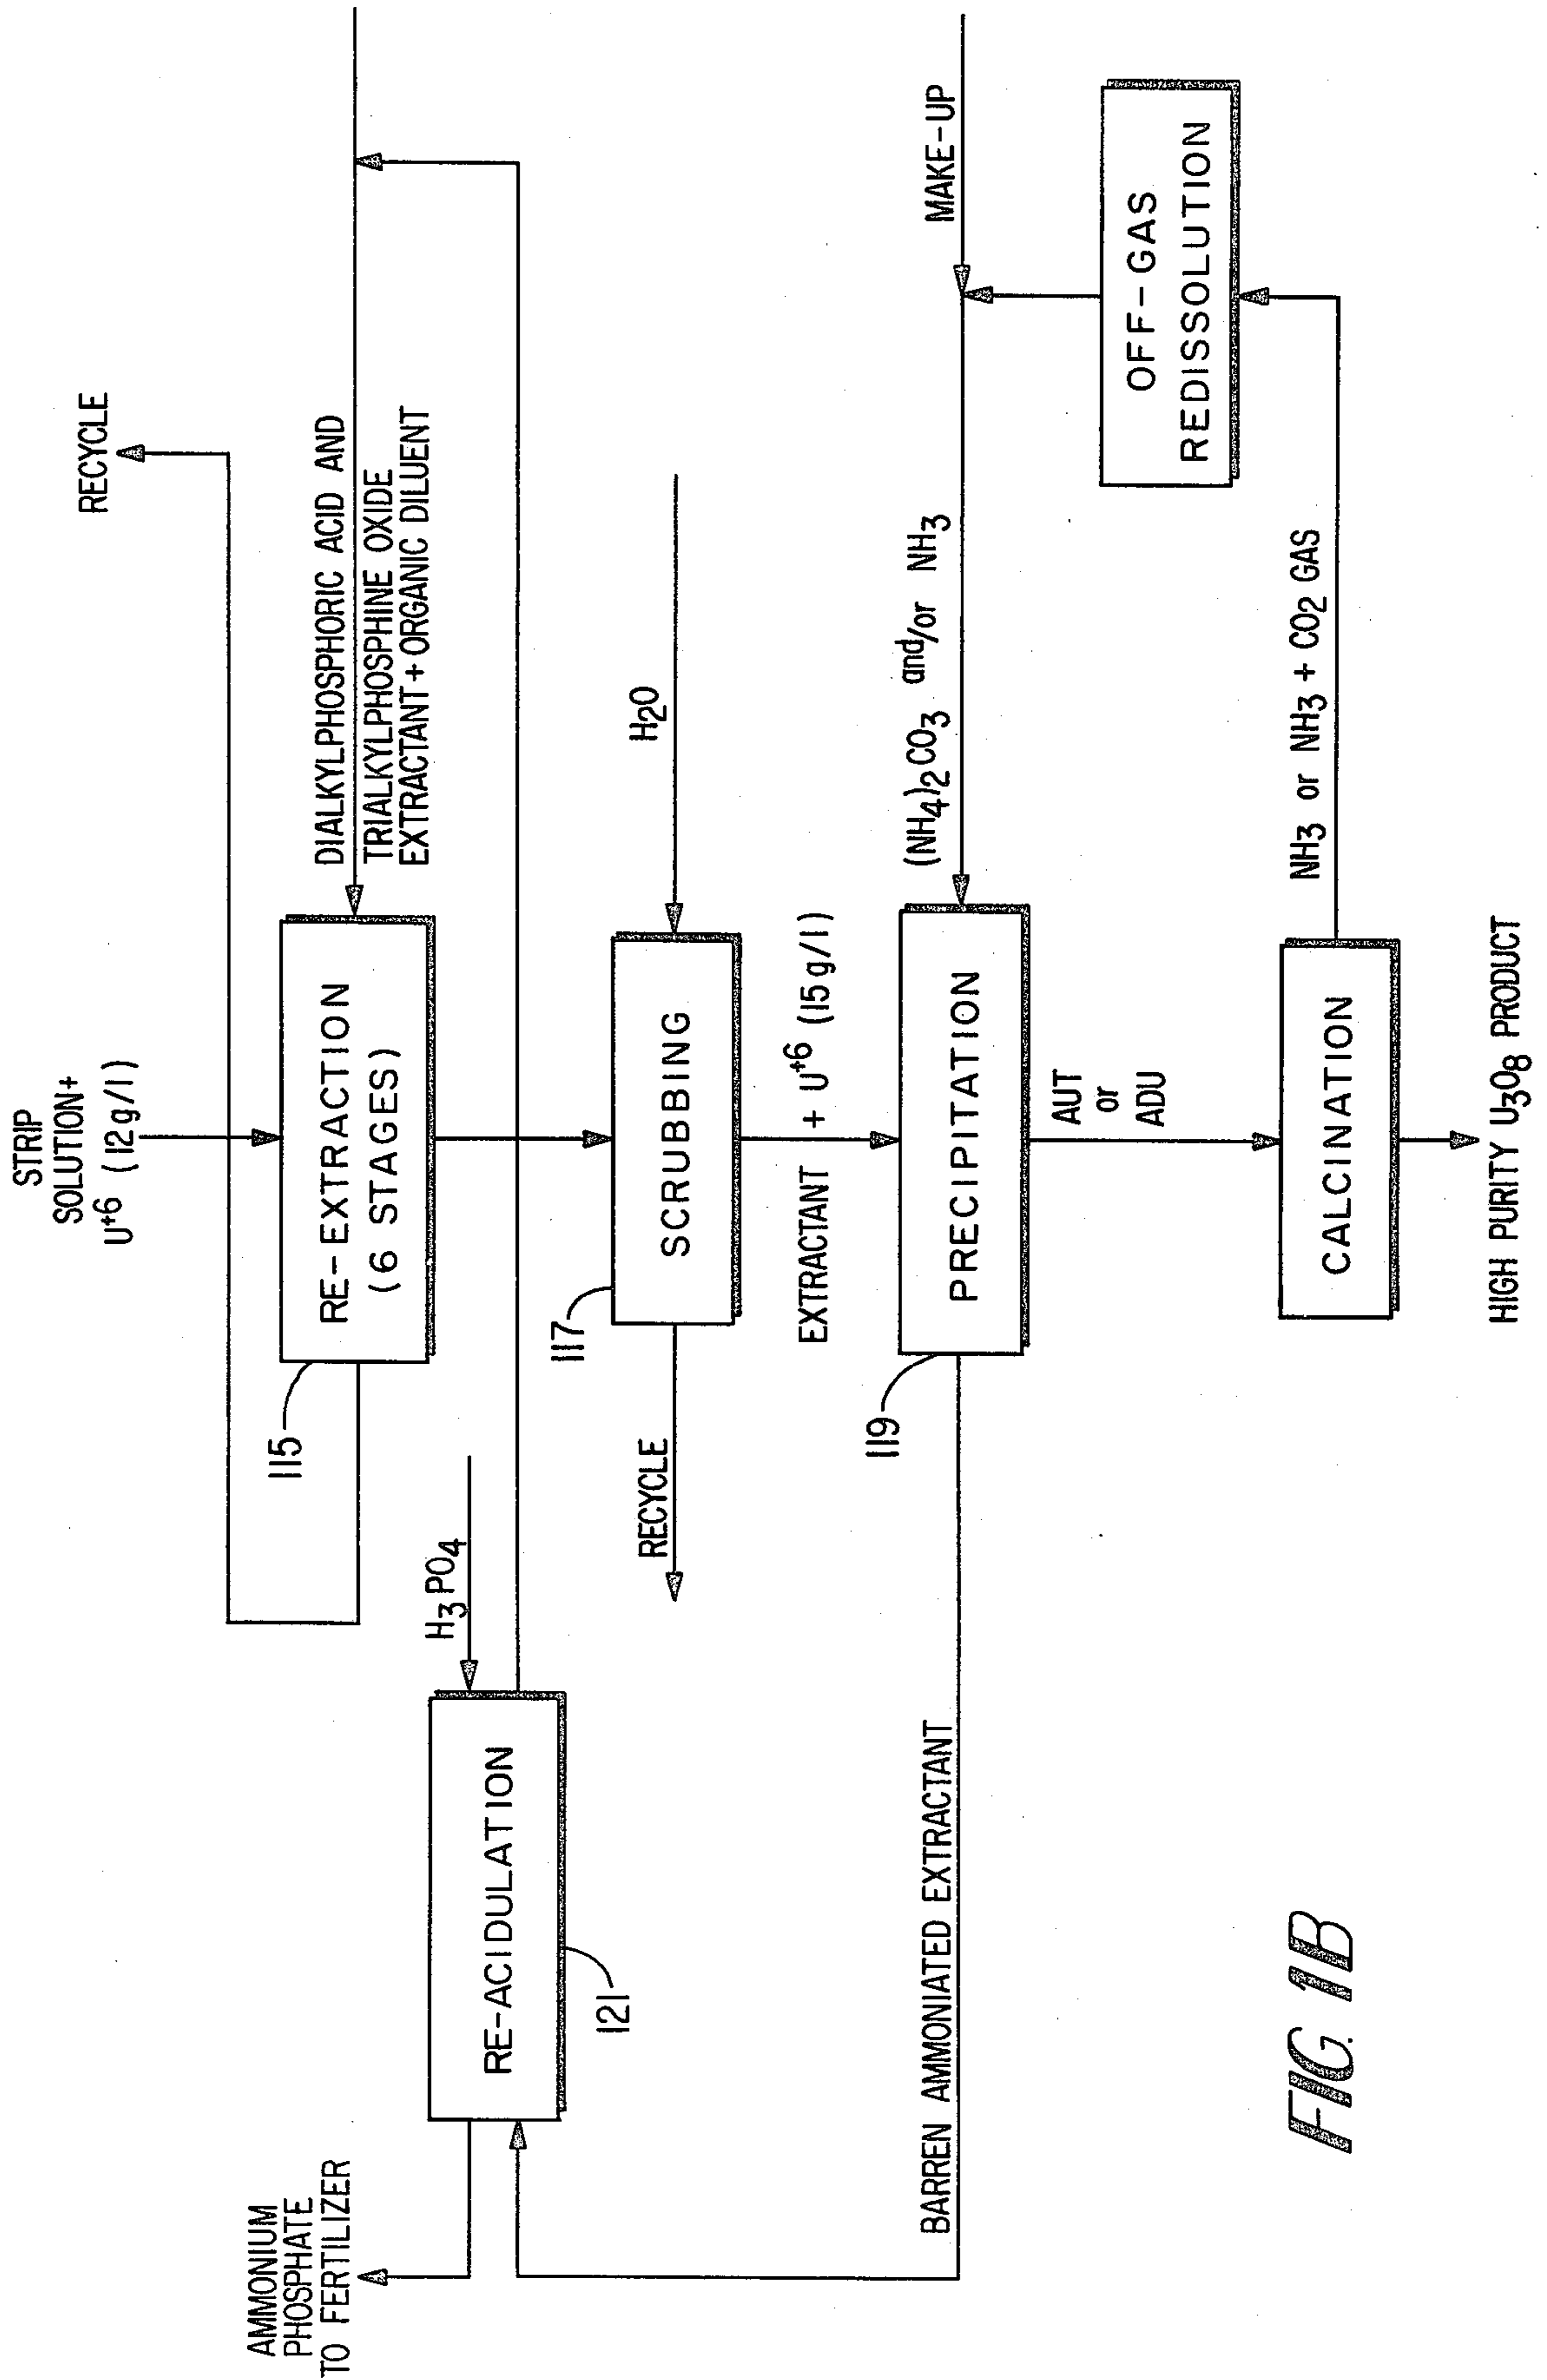 STRIP
SOLUTION+
U+6 (12g/l)
RECYCLE
115
RE-EXTRACTION
(6 STAGES)
DIALKYLPHOSPHORIC ACID AND
TRIALKYLPHOSPHINE OXIDE
EXTRACTANT + ORGANIC DILUENT
AMMONIUM
PHOSPHATE
TO FERTILIZER
H3PO4
RE-ACIDULATION
121
117
SCRUBBING
H2O
RECYCLE
EXTRACTANT + U+6 (15g/l)
119
PRECIPITATION
(NH4)2CO3 and/or NH3
MAKE-UP
BARREN AMMONIATED EXTRACTANT
AUT
or
ADU
OFF-GAS
REDISSOLUTION
CALCINATION
NH3 or NH3 + CO2 GAS
HIGH PURITY U3O8 PRODUCT
FIG. 1B